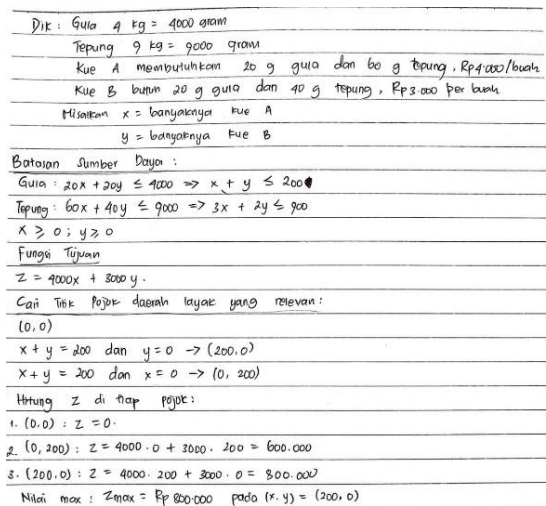 Dik : Gula 4 kg = 4000 gram
Tepung 9 kg = 9000 gram
Kue A membutuhkan 20 g gula dan 60 g tepung, Rp 4.000/buah
Kue B butuh 20 g gula dan 40 g tepung, Rp 3.000 per buah
Misalkan x = banyaknya kue A
y = banyaknya kue B
Batasan Sumber Daya :
Gula : 20x + 20y ≤ 4000 => x + y ≤ 200
Tepung : 60x + 40y ≤ 9000 => 3x + 2y ≤ 900
x ≥ 0 ; y ≥ 0
Fungsi Tujuan
Z = 4000x + 3000y.
Cari Titik Pojok daerah layak yang relevan :
(0,0)
x + y = 200 dan y = 0 → (200,0)
x + y = 200 dan x = 0 → (0, 200)
Hitung Z di tiap pojok :
1. (0.0) : Z = 0.
2. (0, 200) : Z = 4000 . 0 + 3000 . 200 = 600.000
3. (200,0) : Z = 4000. 200 + 3000 . 0 = 800.000
Nilai max : Zmax = Rp 800.000 pada (x, y) = (200, 0)